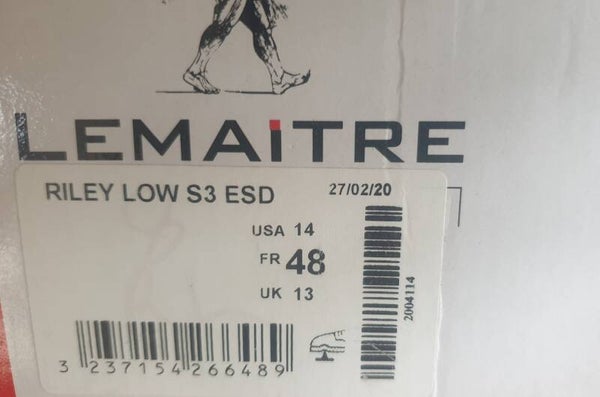 LEMAiTRE
RILEY LOW S3 ESD 27/02/20
USA 14
FR 48
UK 13
2004114
3 237154 266489